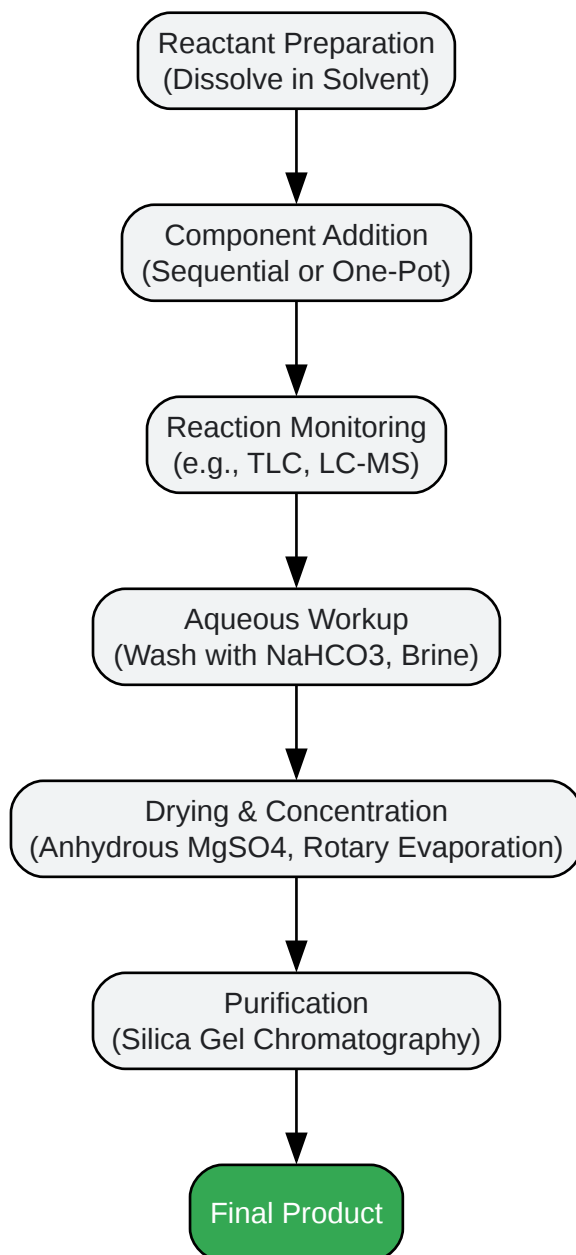 Reactant Preparation
(Dissolve in Solvent)
Component Addition
(Sequential or One-Pot)
Reaction Monitoring
(e.g., TLC, LC-MS)
Aqueous Workup
(Wash with NaHCO3, Brine)
Drying & Concentration
(Anhydrous MgSO4, Rotary Evaporation)
Purification
(Silica Gel Chromatography)
Final Product